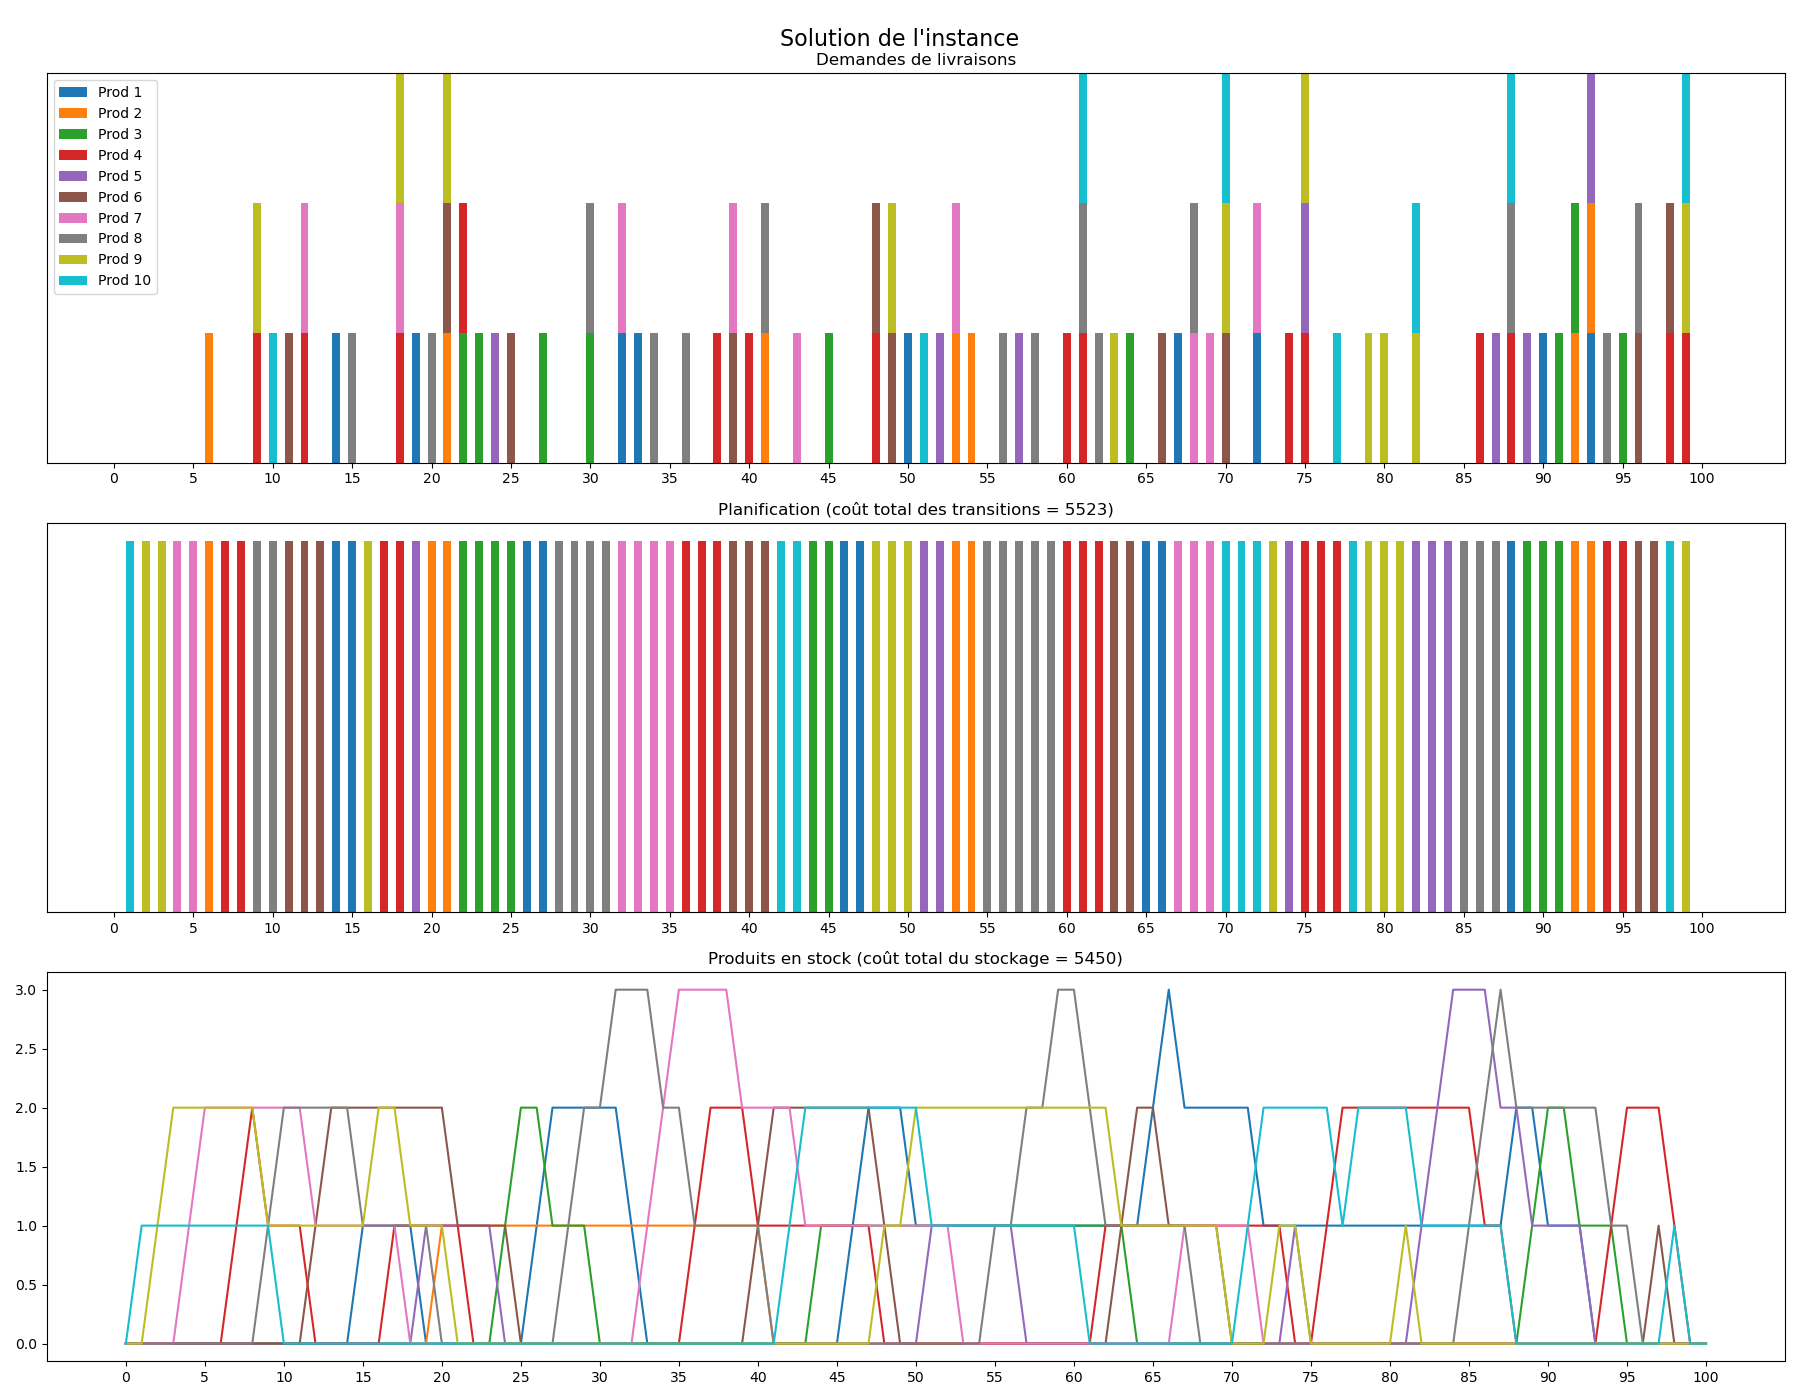 Solution de l'instance
Demandes de livraisons
Prod 1
Prod 2
Prod 3
Prod 4
Prod 5
Prod 6
Prod 7
Prod 8
Prod 9
Prod 10
0 5 10 15 20 25 30 35 40 45 50 55 60 65 70 75 80 85 90 95 100
Planification (coût total des transitions = 5523)
0 5 10 15 20 25 30 35 40 45 50 55 60 65 70 75 80 85 90 95 100
Produits en stock (coût total du stockage = 5450)
3.0
2.5
2.0
1.5
1.0
0.5
0.0
0 5 10 15 20 25 30 35 40 45 50 55 60 65 70 75 80 85 90 95 100